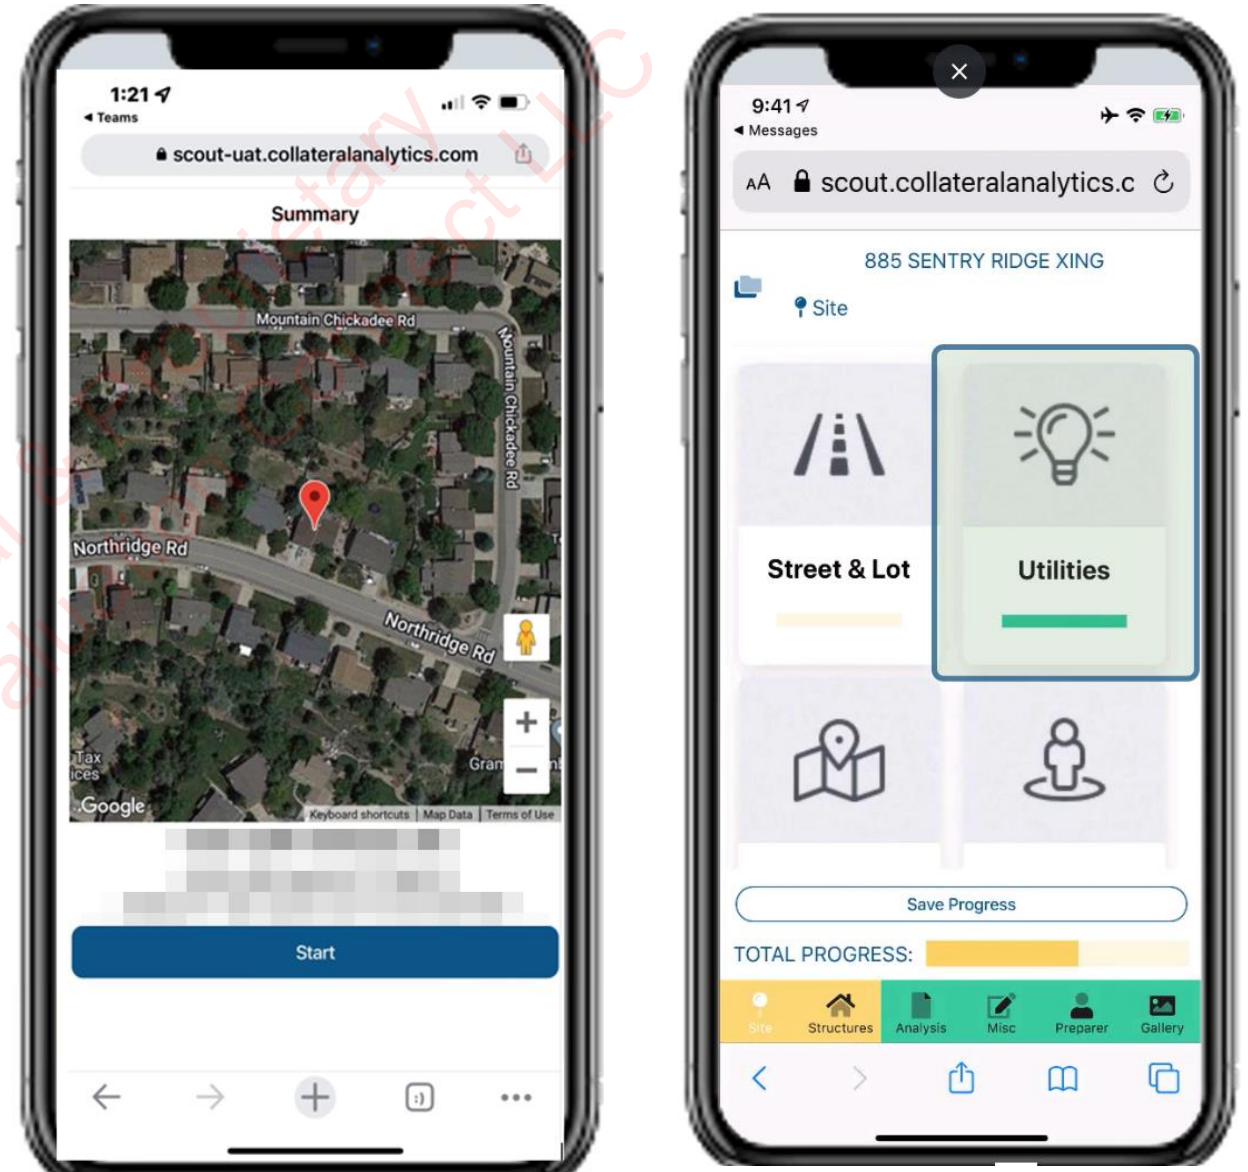 1:21
◀ Teams
scout-uat.collateralanalytics.com
Summary
Mountain Chickadee Rd
Mountain Chickadee Rd
Northridge Rd
Northridge Rd
Tax
ices
Gram
Google
Keyboard shortcuts
Map Data
Terms of Use
Start
9:41
◀ Messages
AA scout.collateralanalytics.c
885 SENTRY RIDGE XING
Site
Street & Lot
Utilities
Save Progress
TOTAL PROGRESS:
Site
Structures
Analysis
Misc
Preparer
Gallery